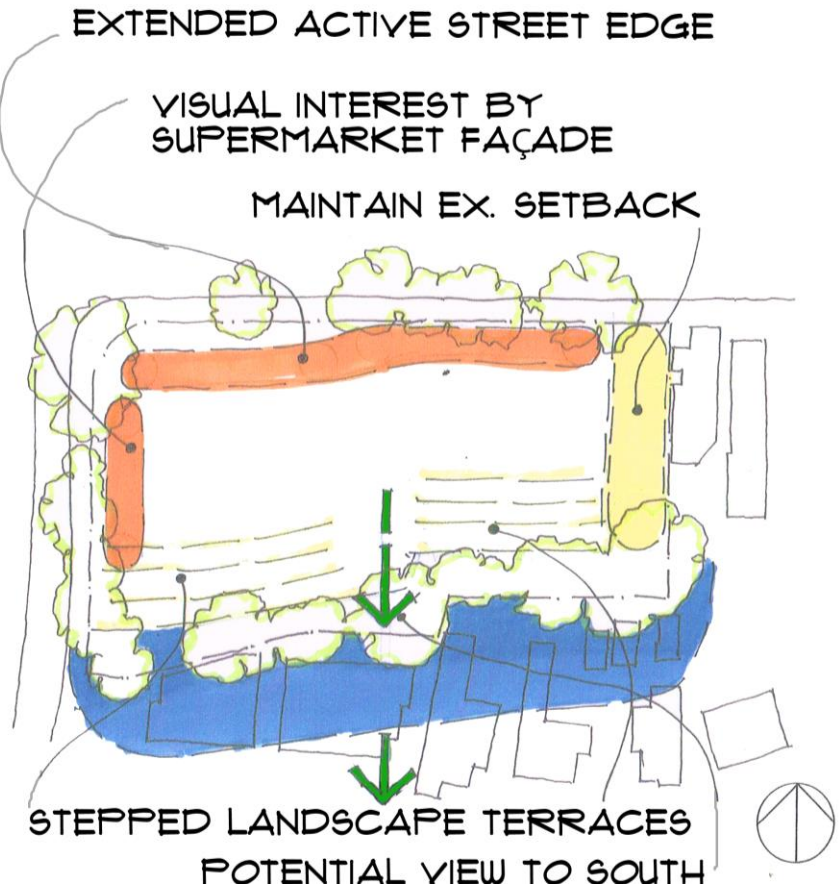 EXTENDED ACTIVE STREET EDGE
VISUAL INTEREST BY
SUPERMARKET FAÇADE
MAINTAIN EX. SETBACK
STEPPED LANDSCAPE TERRACES
POTENTIAL VIEW TO SOUTH